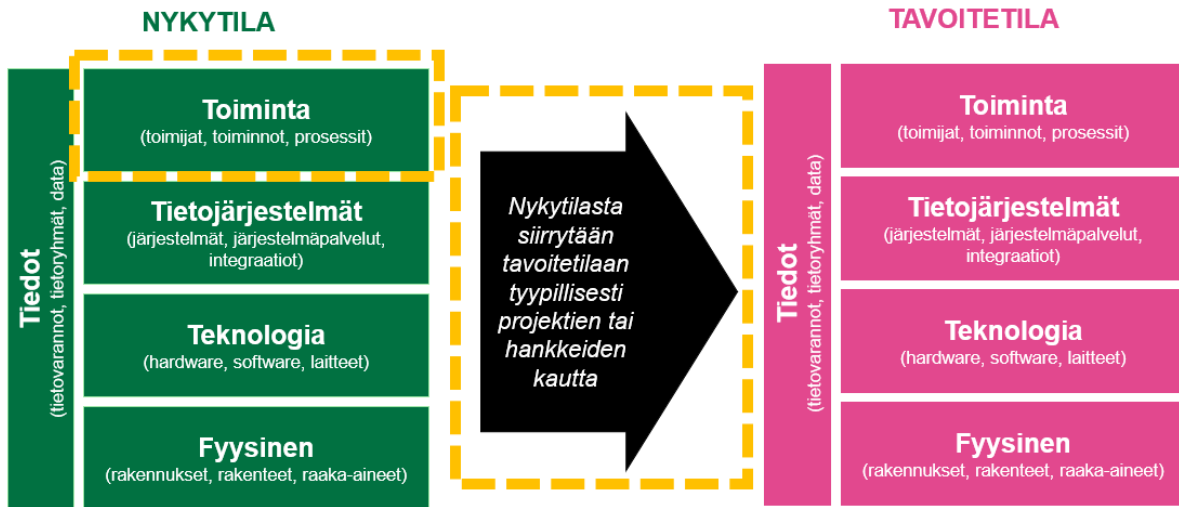 NYKYTILA
Tiedot
(tietovarannot, tietoryhmät, data)
Toiminta
(toimijat, toiminnot, prosessit)
Tietojärjestelmät
(järjestelmät, järjestelmäpalvelut,
integraatiot)
Teknologia
(hardware, software, laitteet)
Fyysinen
(rakennukset, rakenteet, raaka-aineet)
Nykytilasta
siirrytään
tavoitetilaan
tyypillisesti
projektien tai
hankkeiden
kautta
TAVOITETILA
Tiedot
(tietovarannot, tietoryhmät, data)
Toiminta
(toimijat, toiminnot, prosessit)
Tietojärjestelmät
(järjestelmät, järjestelmäpalvelut,
integraatiot)
Teknologia
(hardware, software, laitteet)
Fyysinen
(rakennukset, rakenteet, raaka-aineet)